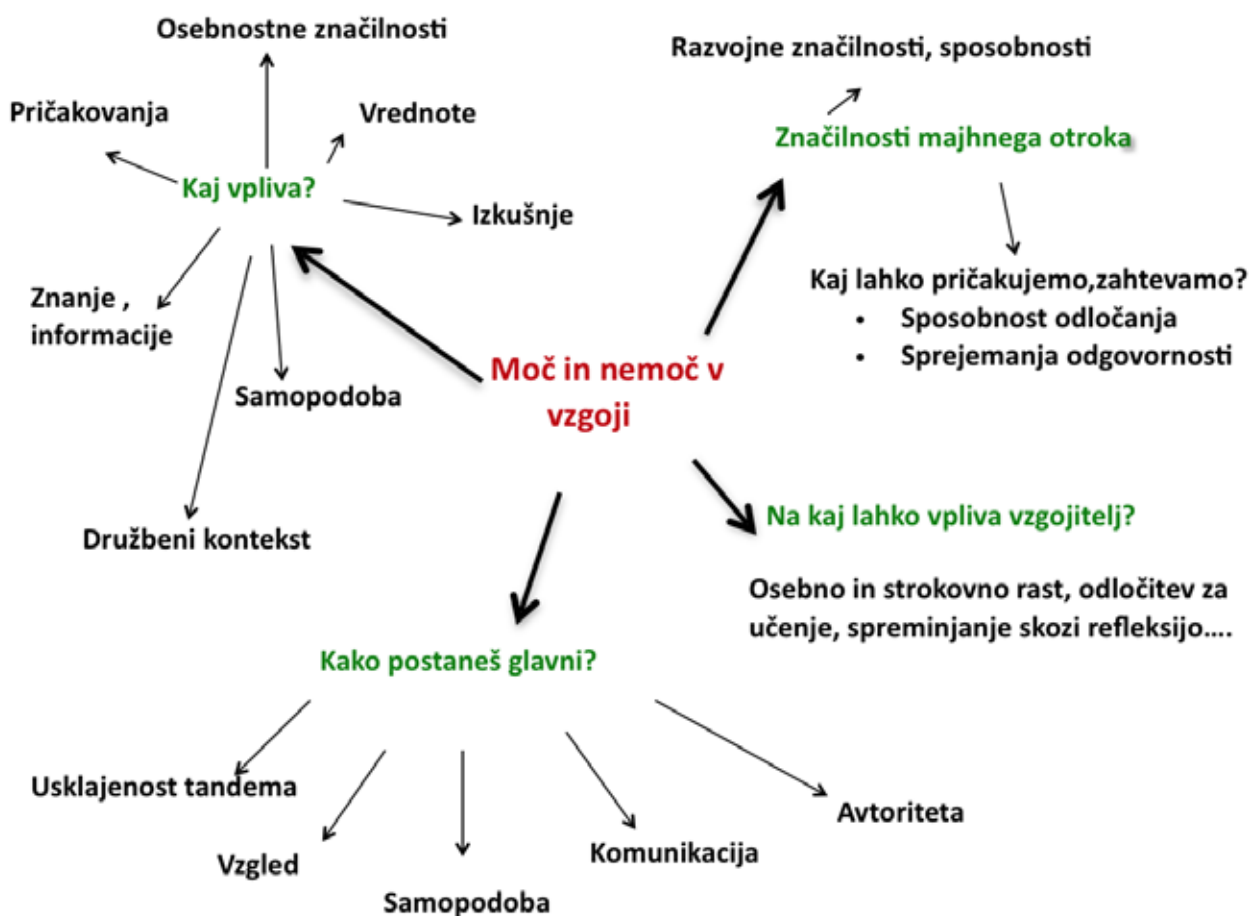 Osebnostne značilnosti
Pričakovanja
Vrednote
Kaj vpliva?
Izkušnje
Znanje ,
informacije
Samopodoba
Družbeni kontekst
Razvojne značilnosti, sposobnosti
Značilnosti majhnega otroka
Kaj lahko pričakujemo,zahtevamo?
• Sposobnost odločanja
• Sprejemanja odgovornosti
Moč in nemoč v
vzgoji
Na kaj lahko vpliva vzgojitelj?
Osebno in strokovno rast, odločitev za
učenje, spreminjanje skozi refleksijo....
Kako postaneš glavni?
Usklajenost tandema
Vzgled
Samopodoba
Komunikacija
Avtoriteta